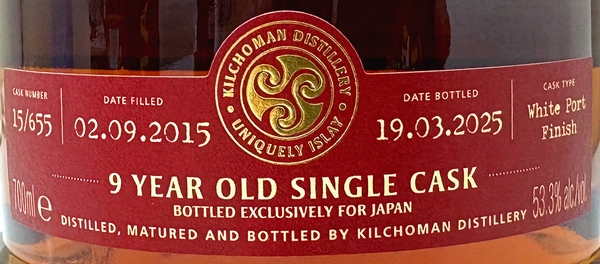 KILCHOMAN DISTILLERY
UNIQUELY ISLAY
CASK NUMBER
15/655
DATE FILLED
02.09.2015
DATE BOTTLED
19.03.2025
CASK TYPE
White Port
Finish
9 YEAR OLD SINGLE CASK
BOTTLED EXCLUSIVELY FOR JAPAN
700ml e
DISTILLED, MATURED AND BOTTLED BY KILCHOMAN DISTILLERY
53.3% alc./vol.